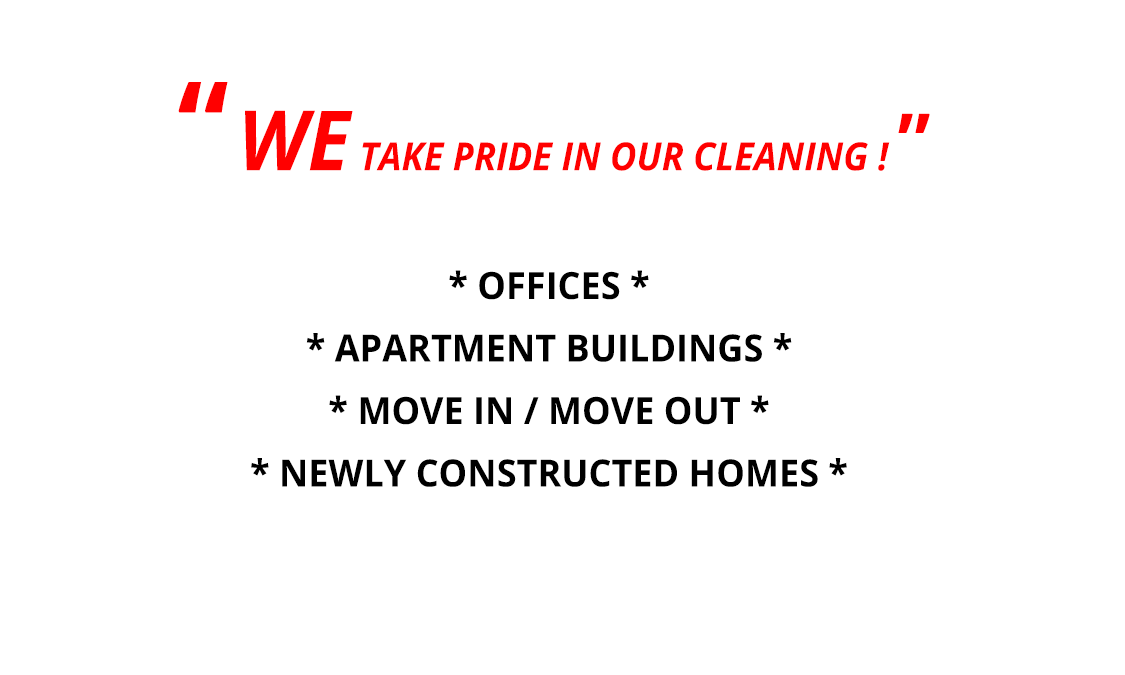 “ WE TAKE PRIDE IN OUR CLEANING ! ”
* OFFICES *
* APARTMENT BUILDINGS *
* MOVE IN / MOVE OUT *
* NEWLY CONSTRUCTED HOMES *